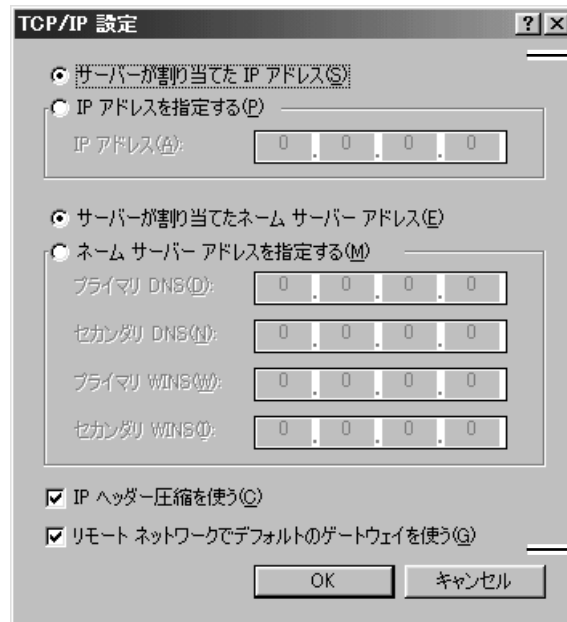 TCP/IP 設定
サーバーが割り当てた IP アドレス(S)
IP アドレスを指定する(P)
IP アドレス(A): 0 . 0 . 0 . 0
サーバーが割り当てたネーム サーバー アドレス(E)
ネーム サーバー アドレスを指定する(M)
プライマリ DNS(D): 0 . 0 . 0 . 0
セカンダリ DNS(N): 0 . 0 . 0 . 0
プライマリ WINS(W): 0 . 0 . 0 . 0
セカンダリ WINS(I): 0 . 0 . 0 . 0
IP ヘッダー圧縮を使う(C)
リモート ネットワークでデフォルトのゲートウェイを使う(G)
OK キャンセル